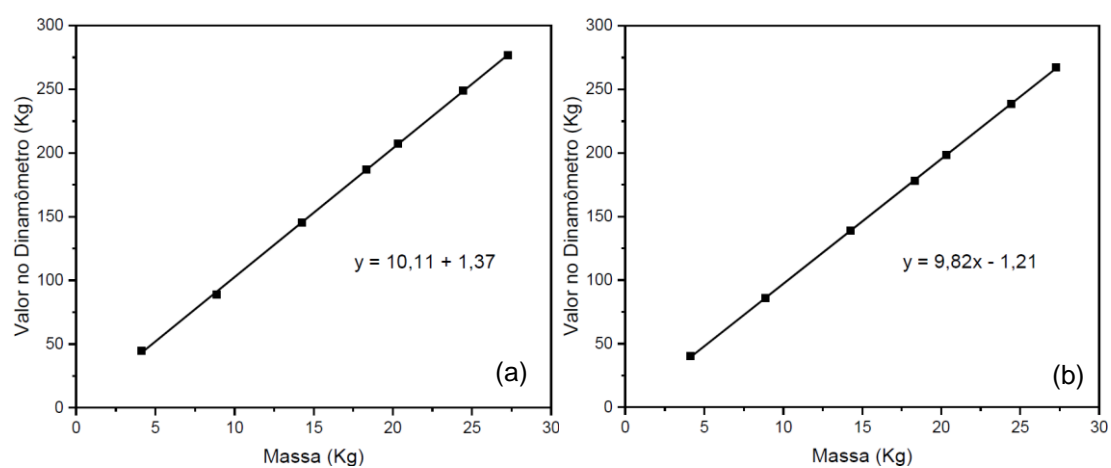 300
250
200
150
100
50
0
Valor no Dinamômetro (Kg)
y = 10,11 + 1,37
(a)
0 5 10 15 20 25 30
Massa (Kg)
300
250
200
150
100
50
0
Valor no Dinamômetro (Kg)
y = 9,82x - 1,21
(b)
0 5 10 15 20 25 30
Massa (Kg)